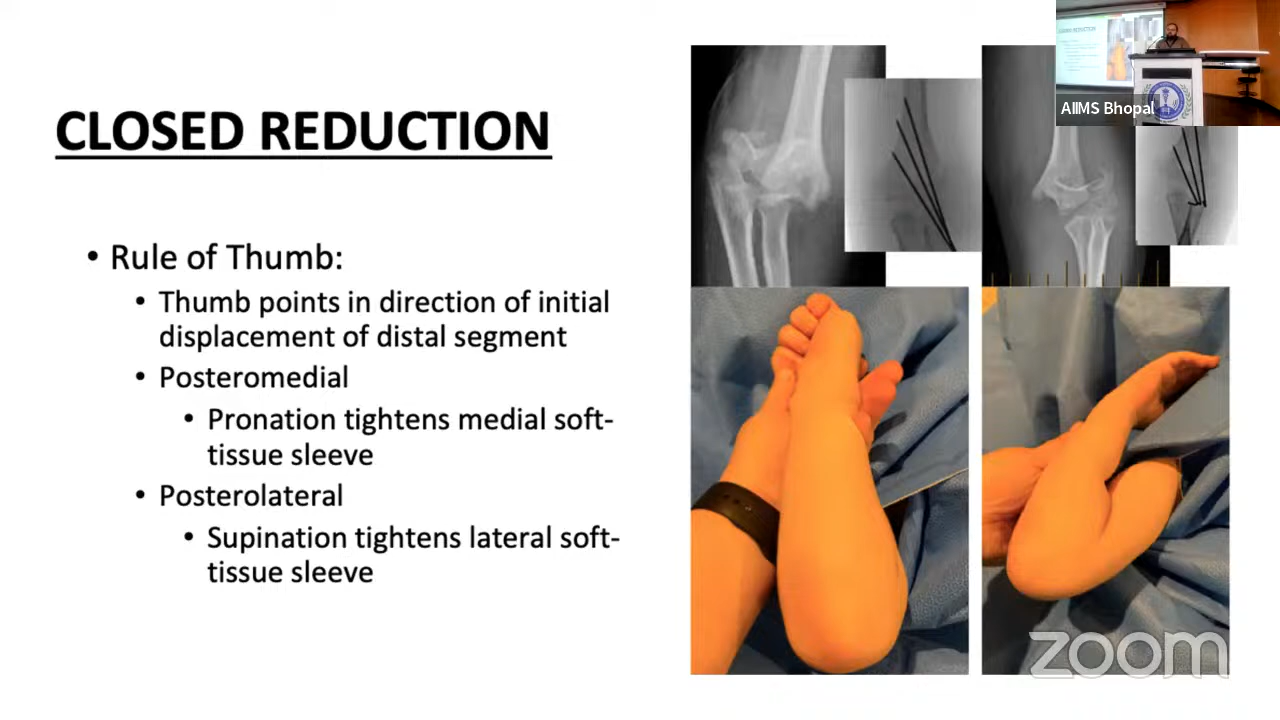 CLOSED REDUCTION
• Rule of Thumb:
• Thumb points in direction of initial
displacement of distal segment
• Posteromedial
• Pronation tightens medial soft-
tissue sleeve
• Posterolateral
• Supination tightens lateral soft-
tissue sleeve
AIIMS Bhopal
zoom